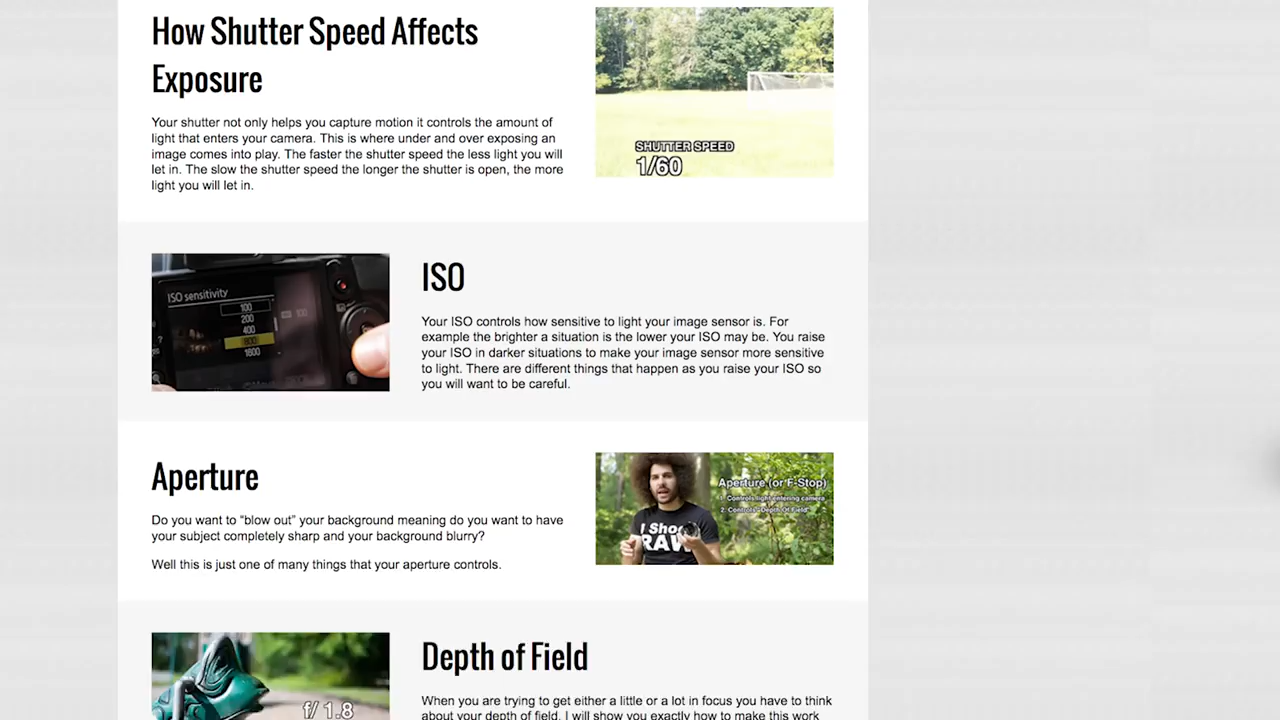 How Shutter Speed Affects
Exposure
Your shutter not only helps you capture motion it controls the amount of
light that enters your camera. This is where under and over exposing an
image comes into play. The faster the shutter speed the less light you will
let in. The slow the shutter speed the longer the shutter is open, the more
light you will let in.
SHUTTER SPEED
1/60
ISO sensitivity
100
200
400
800
1600
ISO
Your ISO controls how sensitive to light your image sensor is. For
example the brighter a situation is the lower your ISO may be. You raise
your ISO in darker situations to make your image sensor more sensitive
to light. There are different things that happen as you raise your ISO so
you will want to be careful.
Aperture
Do you want to “blow out” your background meaning do you want to have
your subject completely sharp and your background blurry?
Well this is just one of many things that your aperture controls.
Aperture (or F-Stop)
1. Controls light entering camera
2. Controls "Depth Of Field"
I Shoo
RAW
f/ 1.8
Depth of Field
When you are trying to get either a little or a lot in focus you have to think
about your depth of field. I will show you exactly how to make this work